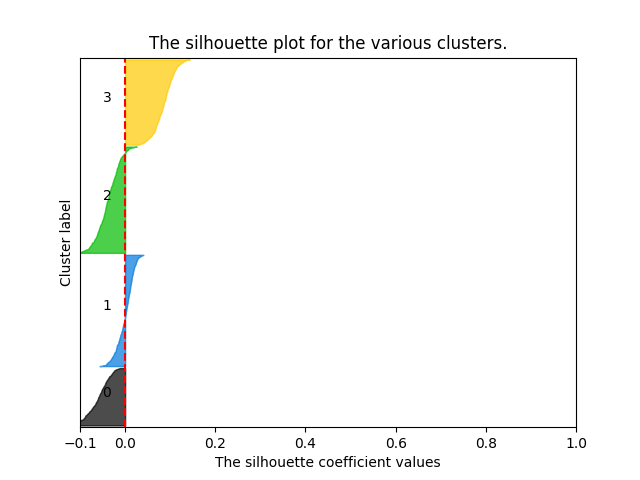 The silhouette plot for the various clusters.
Cluster label
3
2
1
0
−0.1 0.0 0.2 0.4 0.6 0.8 1.0
The silhouette coefficient values